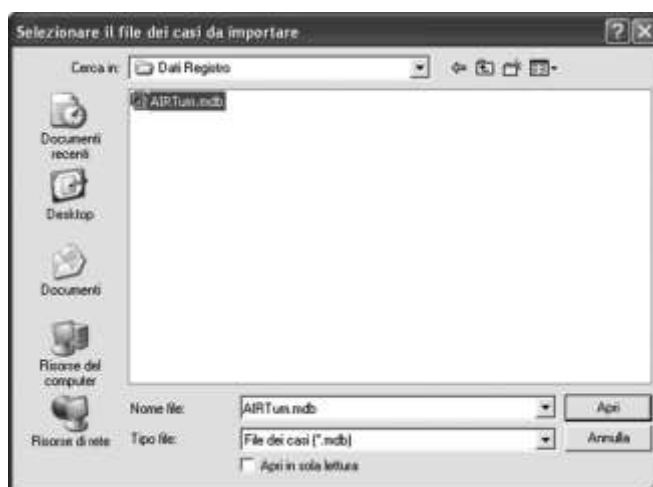 Selezionare il file dei casi da importare
Cerca in: Dati Registro
AIRTum.mdb
Documenti recenti
Desktop
Documenti
Risorse del computer
Risorse di rete
Nome file: AIRTum.mdb Apri
Tipo file: File dei casi (*.mdb) Annulla
Apri in sola lettura